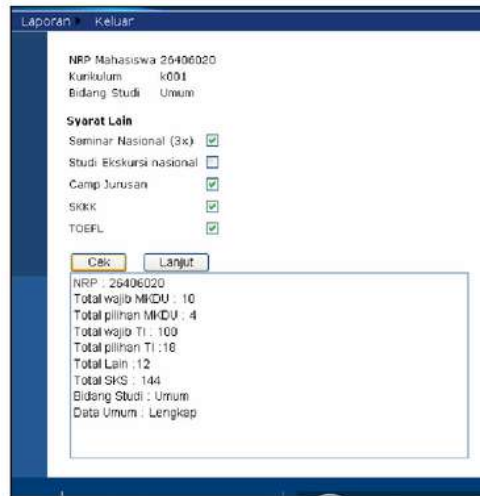 Laporan Keluar
NRP Mahasiswa 26406020
Kurikulum k001
Bidang Studi Umum
Syarat Lain
Seminar Nasional (3x)
Studi Ekskursi nasional
Camp Jurusan
SKKK
TOEFL
Cek Lanjut
NRP : 26406020
Total wajib MKDU : 10
Total pilihan MKDU : 4
Total wajib TI : 100
Total pilihan TI :18
Total Lain :12
Total SKS : 144
Bidang Studi : Umum
Data Umum : Lengkap